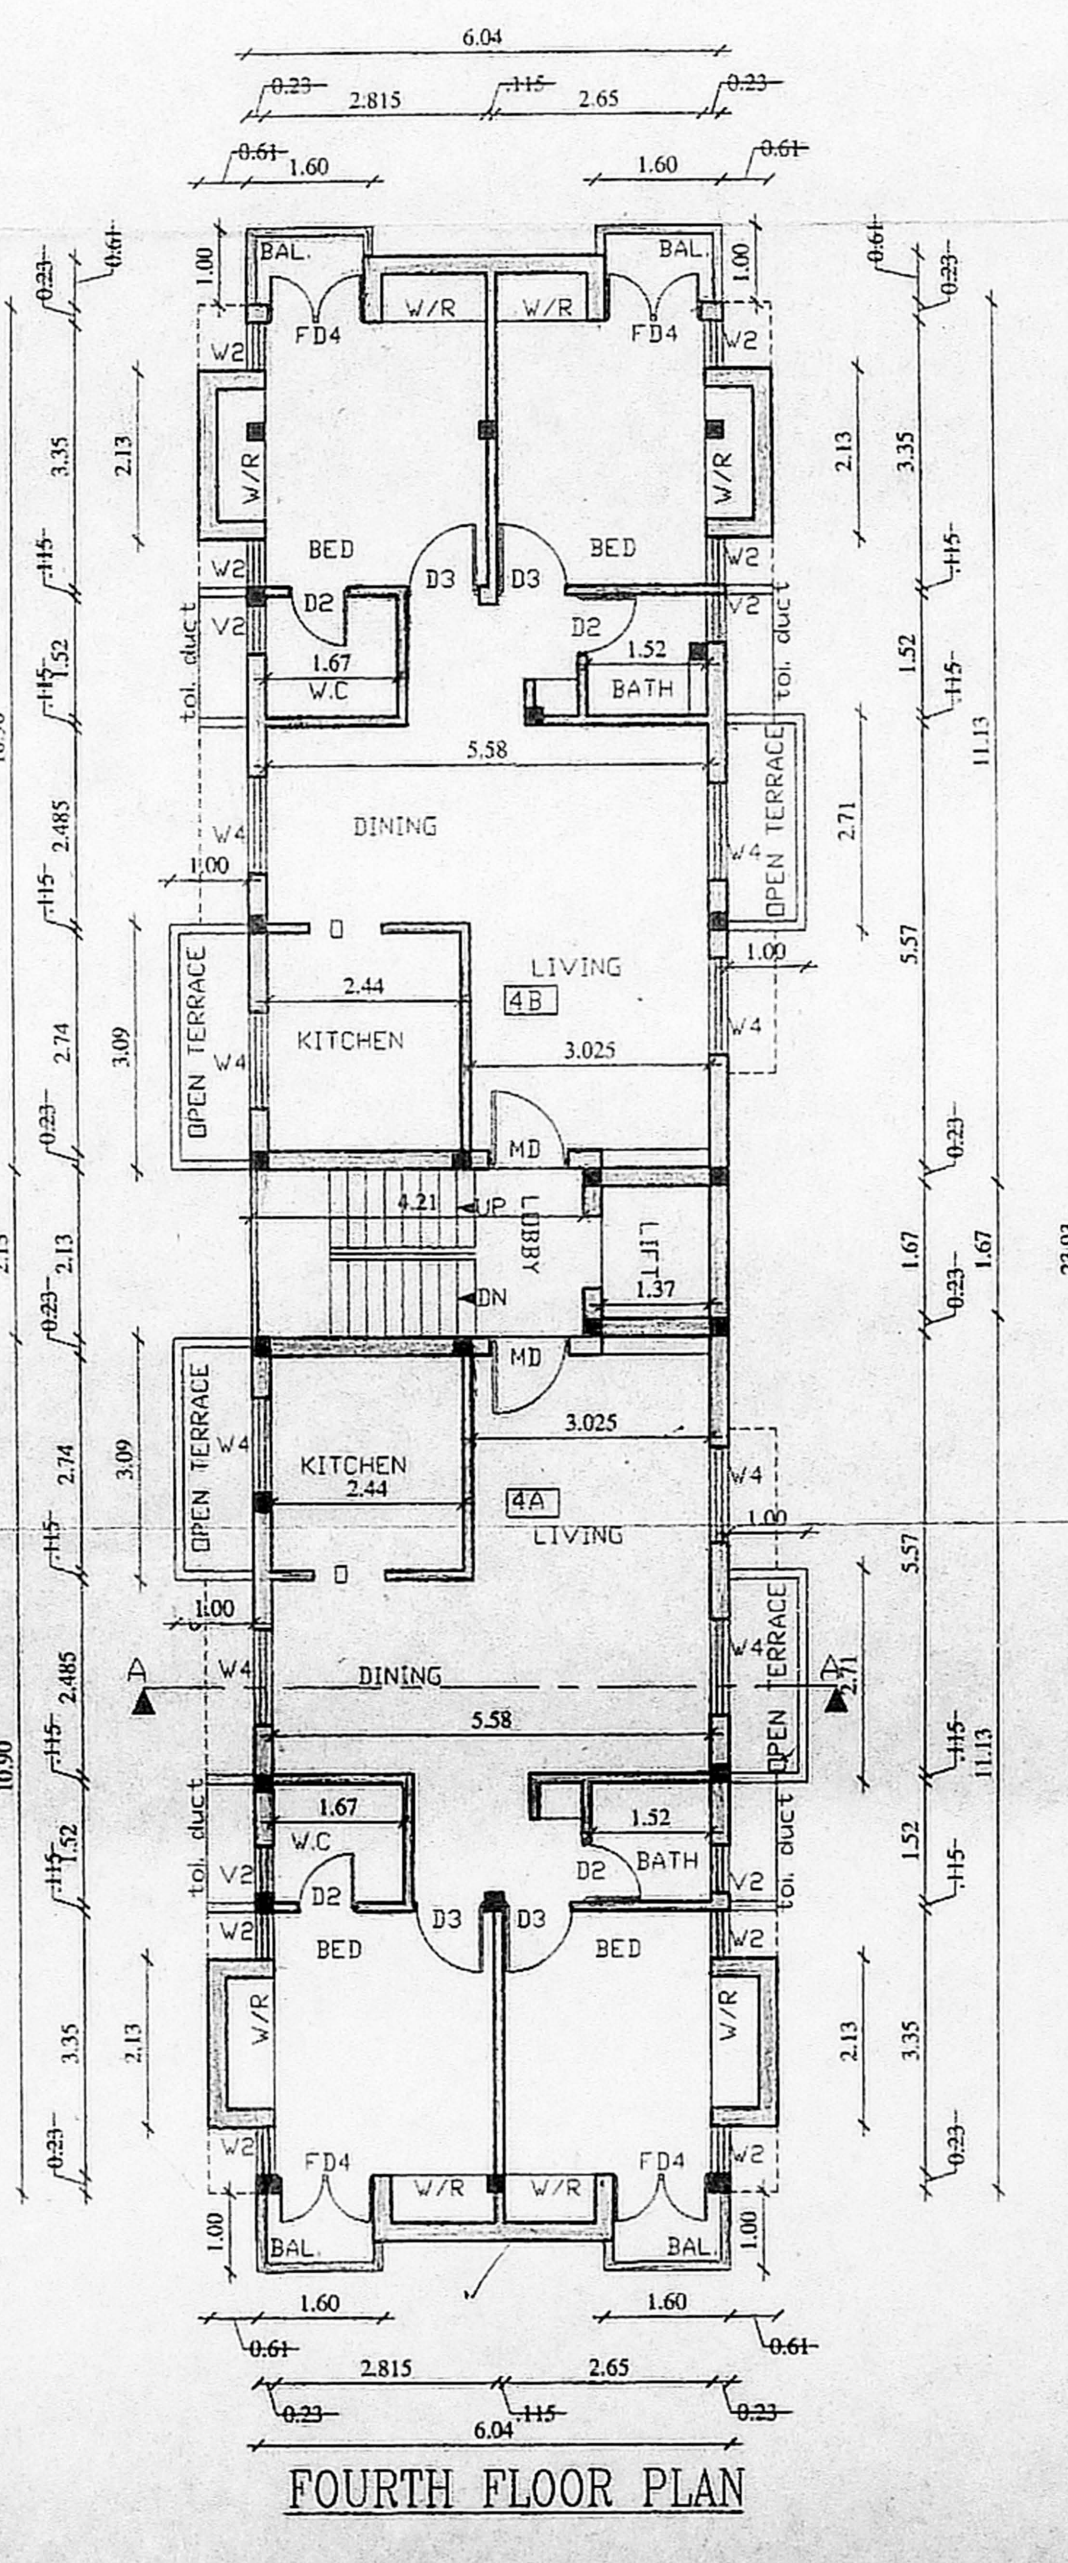 6.04
0.23 2.815 .115 2.65 0.23
0.61 1.60 1.60 0.61
1.00 BAL. BAL. 1.00
0.23 0.61 0.61 0.23
FD4 W/R W/R FD4
W2 W2
3.35 2.13 W/R W/R 2.13 3.35
BED BED
W2 D3 D3 W2
.115 .115
D2 D2
V2 V2
tol. duct 1.67 1.52 tol. duct
1.52 W.C BATH 1.52
.115 .115
5.58
11.13
DINING
2.485 W4 W4 OPEN TERRACE 2.71
1.00
.115
LIVING
4B
2.44 1.00 5.57
OPEN TERRACE KITCHEN
2.74 3.09 W4 3.025 W4
0.23 MD 0.23
4.21 UP LOBBY LIFT
2.13 2.13 1.67 1.67
DN 1.37
0.23 0.23
MD
3.025
OPEN TERRACE W4 KITCHEN W4
2.74 3.09 2.44 4A
LIVING 1.00
.115 5.57
1.00
2.485 W4 DINING W4 OPEN TERRACE 2.71
A A
5.58
.115 .115 11.13
10.90
tol. duct 1.67 1.52 tol. duct
1.52 W.C BATH 1.52
V2 D2 D2 V2
.115 .115
W2 D3 D3 W2
BED BED
3.35 2.13 W/R W/R 2.13 3.35
W2 FD4 FD4 W2
0.23 W/R W/R 0.23
1.00 BAL. BAL. 1.00
1.60 1.60
0.61 0.61
2.815 2.65
0.23 .115 0.23
6.04
FOURTH FLOOR PLAN